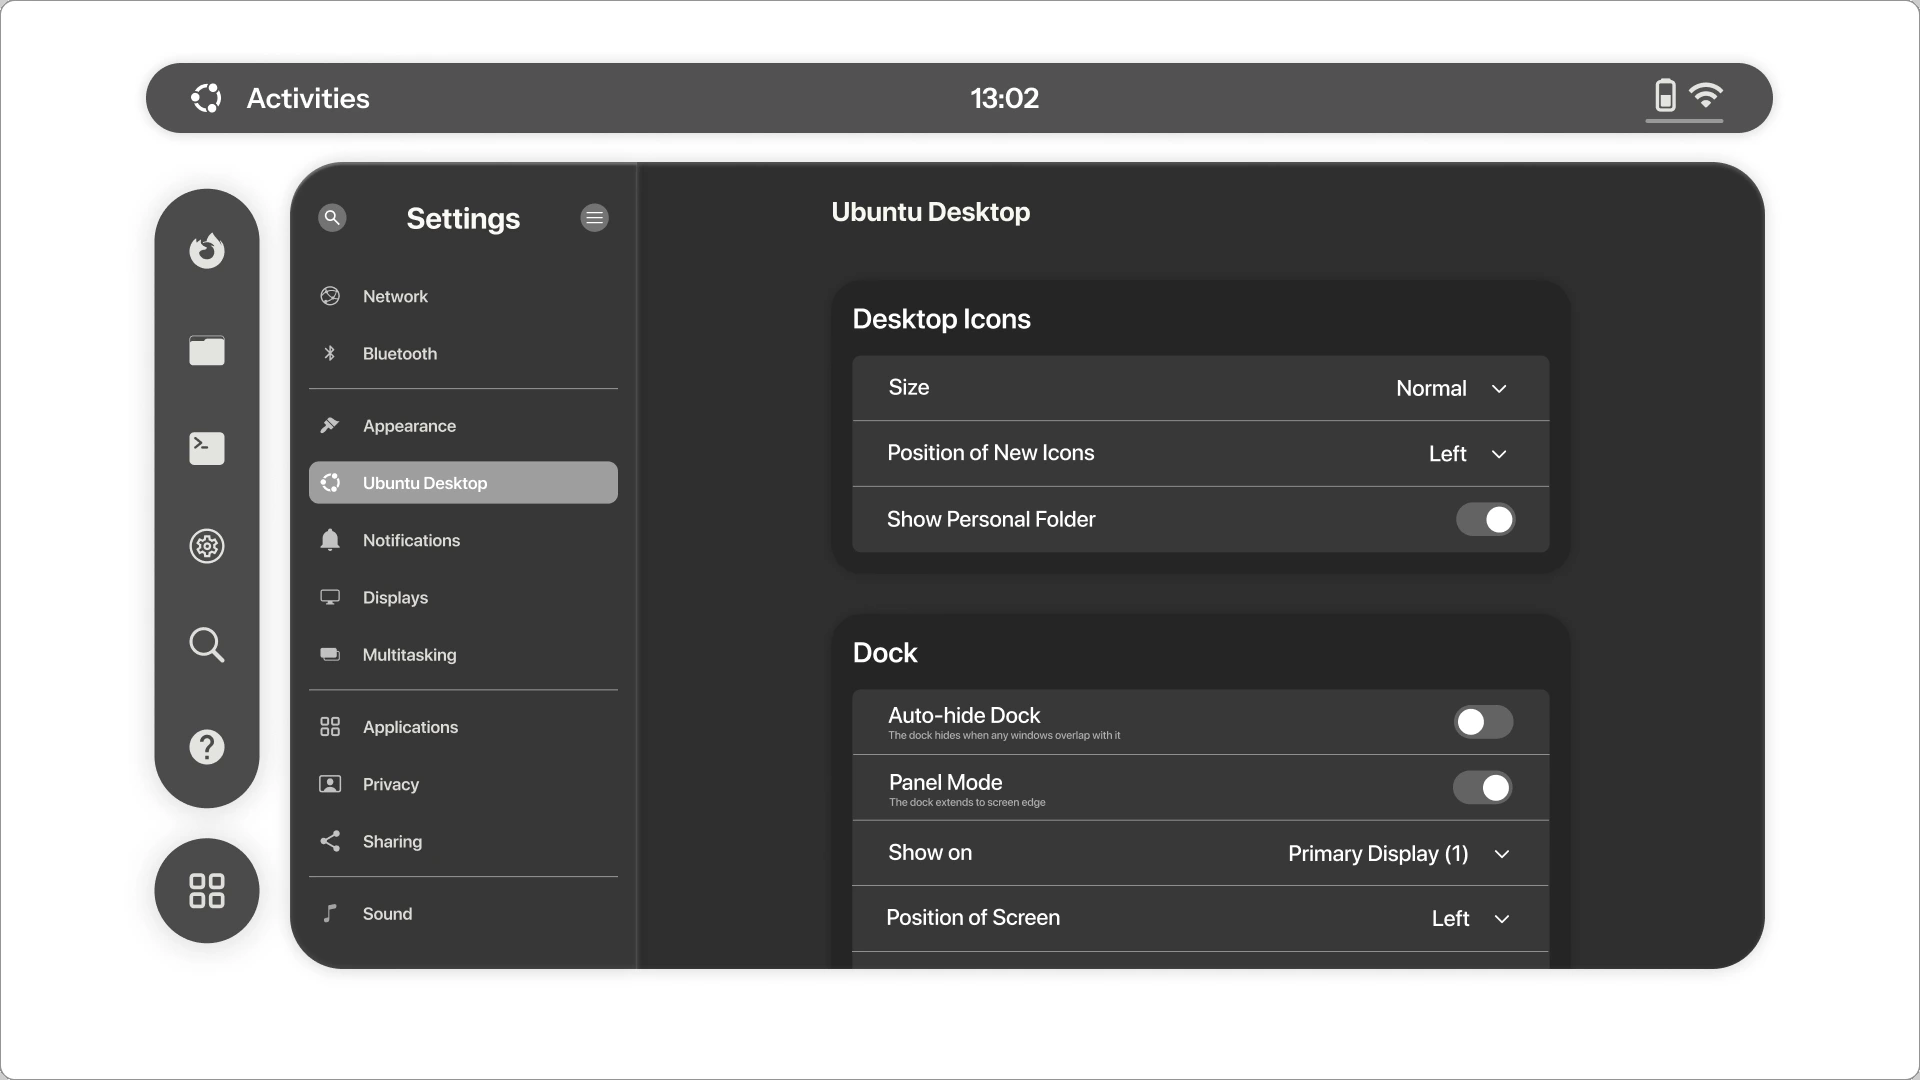 Activities
13:02
Settings
Network
Bluetooth
Appearance
Ubuntu Desktop
Notifications
Displays
Multitasking
Applications
Privacy
Sharing
Sound
Ubuntu Desktop
Desktop Icons
Size Normal
Position of New Icons Left
Show Personal Folder
Dock
Auto-hide Dock
The dock hides when any windows overlap with it
Panel Mode
The dock extends to screen edge
Show on Primary Display (1)
Position of Screen Left